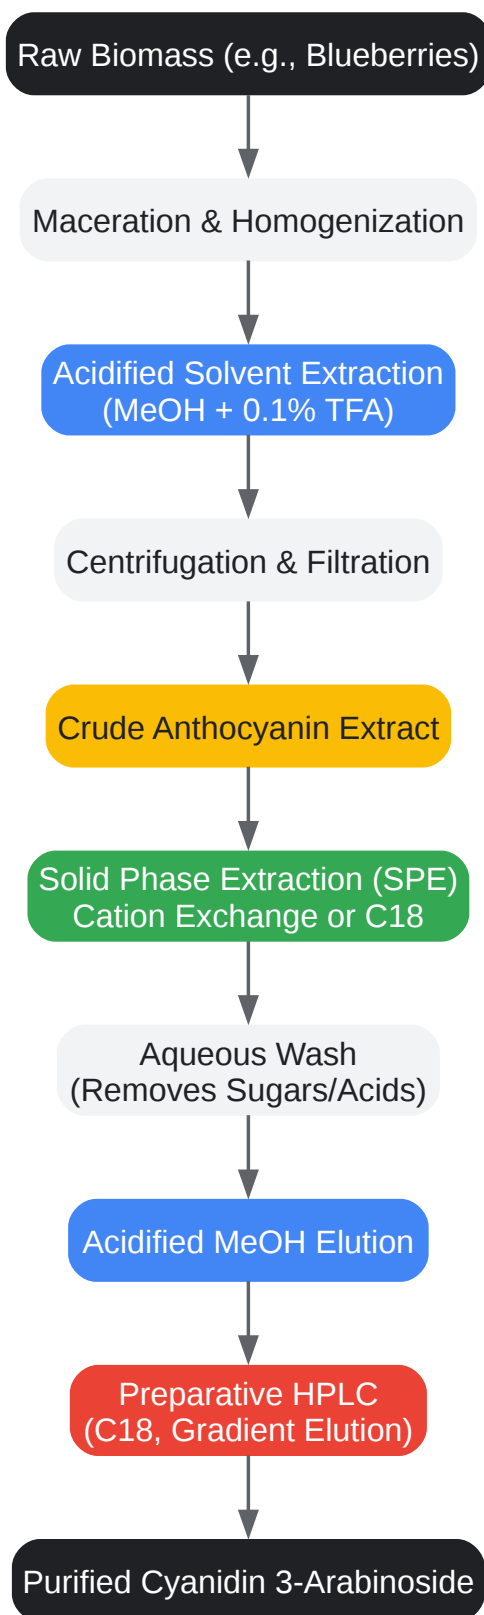 Raw Biomass (e.g., Blueberries)
Maceration & Homogenization
Acidified Solvent Extraction
(MeOH + 0.1% TFA)
Centrifugation & Filtration
Crude Anthocyanin Extract
Solid Phase Extraction (SPE)
Cation Exchange or C18
Aqueous Wash
(Removes Sugars/Acids)
Acidified MeOH Elution
Preparative HPLC
(C18, Gradient Elution)
Purified Cyanidin 3-Arabinoside